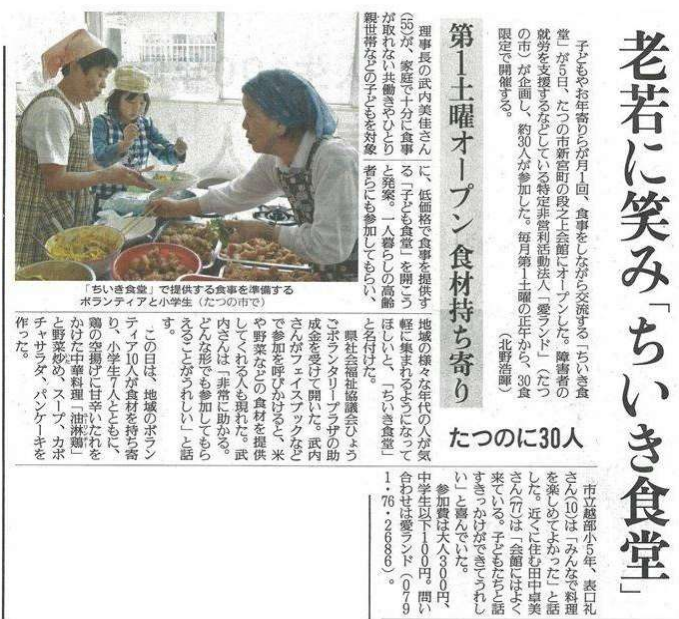 老若に笑み「ちいき食堂」
たつのに30人
第1土曜オープン 食材持ち寄り
子どもやお年寄りらが月1回、食事をしながら交流する「ちいき食
堂」が5日、たつの市新宮町の段之上会館にオープンした。障害者の
就労を支援するなどしている特定非営利活動法人「愛ランド」(たつ
の市)が企画し、約30人が参加した。毎月第1土曜の正午から、30食
限定で開催する。
(北野浩暉)
理事長の武内美佳さん
(55)が、家庭で十分に食事
が取れない共働きやひとり
親世帯などの子どもを対象
に、低価格で食事を提供す
る「子ども食堂」を開こう
と発案。一人暮らしの高齢
者らにも参加してもらい、
地域の様々な年代の人が気
軽に集まれるようになって
ほしいと、「ちいき食堂」
と名付けた。
県社会福祉協議会ひょう
ごボランタリープラザの助
成金を受けて開いた。武内
さんがフェイスブックなど
で参加を呼びかけると、米
や野菜などの食材を提供
してくれる人も現れた。武
内さんは「非常に助かる。
どんな形でも参加してもら
えることがうれしい」と話
す。
この日は、地域のボラン
ティア10人が食材を持ち寄
り、小学生7人とともに、
鶏の空揚げに甘辛いたれを
かけた中華料理「油淋鶏」
と野菜炒め、スープ、カボ
チャサラダ、パンケーキを
作った。
市立越部小5年、表口礼
さん(10)は「みんなで料理
を楽しめてよかった」と話
した。近くに住む田中卓美
さん(77)は「会館にはよく
来ている。子どもたちと話
すきっかけができてうれし
い」と喜んでいた。
参加費は大人300円、
中学生以下100円。問い
合わせは愛ランド(079
1・76・2686)。
「ちいき食堂」で提供する食事を準備する
ボランティアと小学生(たつの市で)